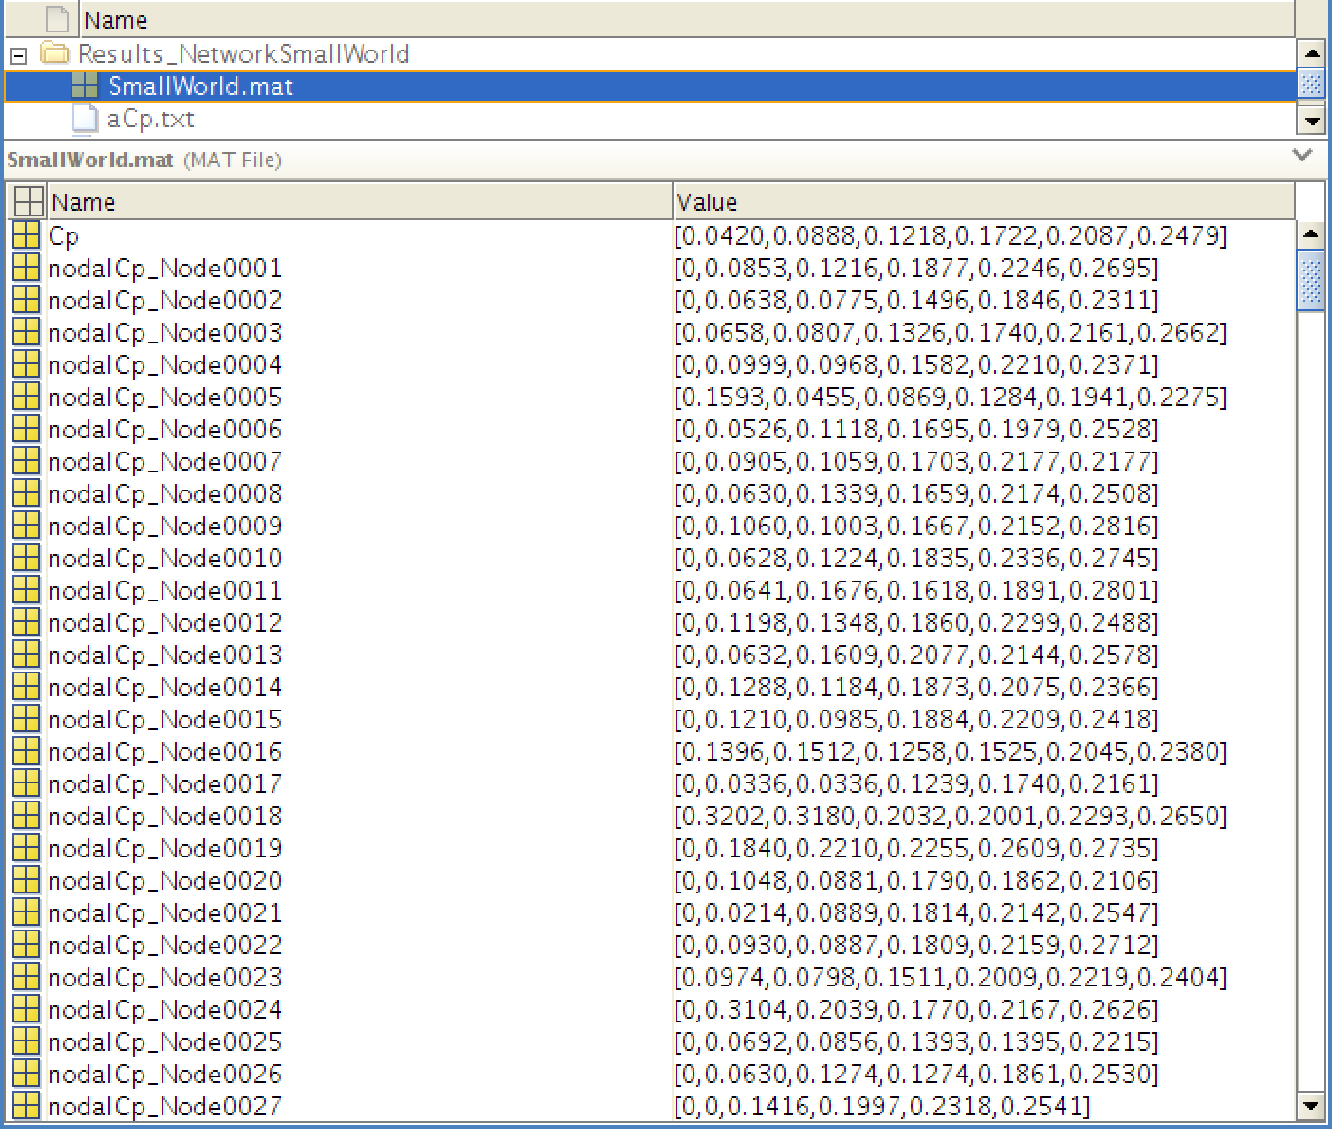 Name
Results_NetworkSmallWorld
SmallWorld.mat
aCp.txt
SmallWorld.mat (MAT File)
Name Value
Cp [0.0420,0.0888,0.1218,0.1722,0.2087,0.2479]
nodalCp_Node0001 [0,0.0853,0.1216,0.1877,0.2246,0.2695]
nodalCp_Node0002 [0,0.0638,0.0775,0.1496,0.1846,0.2311]
nodalCp_Node0003 [0.0658,0.0807,0.1326,0.1740,0.2161,0.2662]
nodalCp_Node0004 [0,0.0999,0.0968,0.1582,0.2210,0.2371]
nodalCp_Node0005 [0.1593,0.0455,0.0869,0.1284,0.1941,0.2275]
nodalCp_Node0006 [0,0.0526,0.1118,0.1695,0.1979,0.2528]
nodalCp_Node0007 [0,0.0905,0.1059,0.1703,0.2177,0.2177]
nodalCp_Node0008 [0,0.0630,0.1339,0.1659,0.2174,0.2508]
nodalCp_Node0009 [0,0.1060,0.1003,0.1667,0.2152,0.2816]
nodalCp_Node0010 [0,0.0628,0.1224,0.1835,0.2336,0.2745]
nodalCp_Node0011 [0,0.0641,0.1676,0.1618,0.1891,0.2801]
nodalCp_Node0012 [0,0.1198,0.1348,0.1860,0.2299,0.2488]
nodalCp_Node0013 [0,0.0632,0.1609,0.2077,0.2144,0.2578]
nodalCp_Node0014 [0,0.1288,0.1184,0.1873,0.2075,0.2366]
nodalCp_Node0015 [0,0.1210,0.0985,0.1884,0.2209,0.2418]
nodalCp_Node0016 [0.1396,0.1512,0.1258,0.1525,0.2045,0.2380]
nodalCp_Node0017 [0,0.0336,0.0336,0.1239,0.1740,0.2161]
nodalCp_Node0018 [0.3202,0.3180,0.2032,0.2001,0.2293,0.2650]
nodalCp_Node0019 [0,0.1840,0.2210,0.2255,0.2609,0.2735]
nodalCp_Node0020 [0,0.1048,0.0881,0.1790,0.1862,0.2106]
nodalCp_Node0021 [0,0.0214,0.0889,0.1814,0.2142,0.2547]
nodalCp_Node0022 [0,0.0930,0.0887,0.1809,0.2159,0.2712]
nodalCp_Node0023 [0.0974,0.0798,0.1511,0.2009,0.2219,0.2404]
nodalCp_Node0024 [0,0.3104,0.2039,0.1770,0.2167,0.2626]
nodalCp_Node0025 [0,0.0692,0.0856,0.1393,0.1395,0.2215]
nodalCp_Node0026 [0,0.0630,0.1274,0.1274,0.1861,0.2530]
nodalCp_Node0027 [0,0,0.1416,0.1997,0.2318,0.2541]